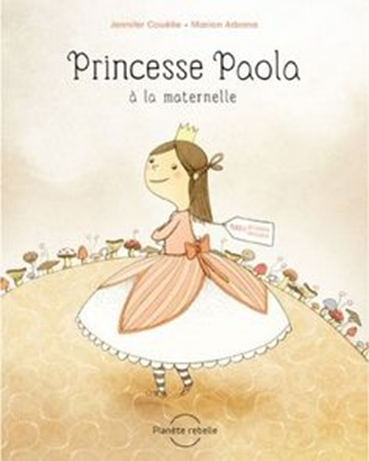 Jennifer Couëlle • Marion Arbona
Princesse Paola
à la maternelle
Planète rebelle